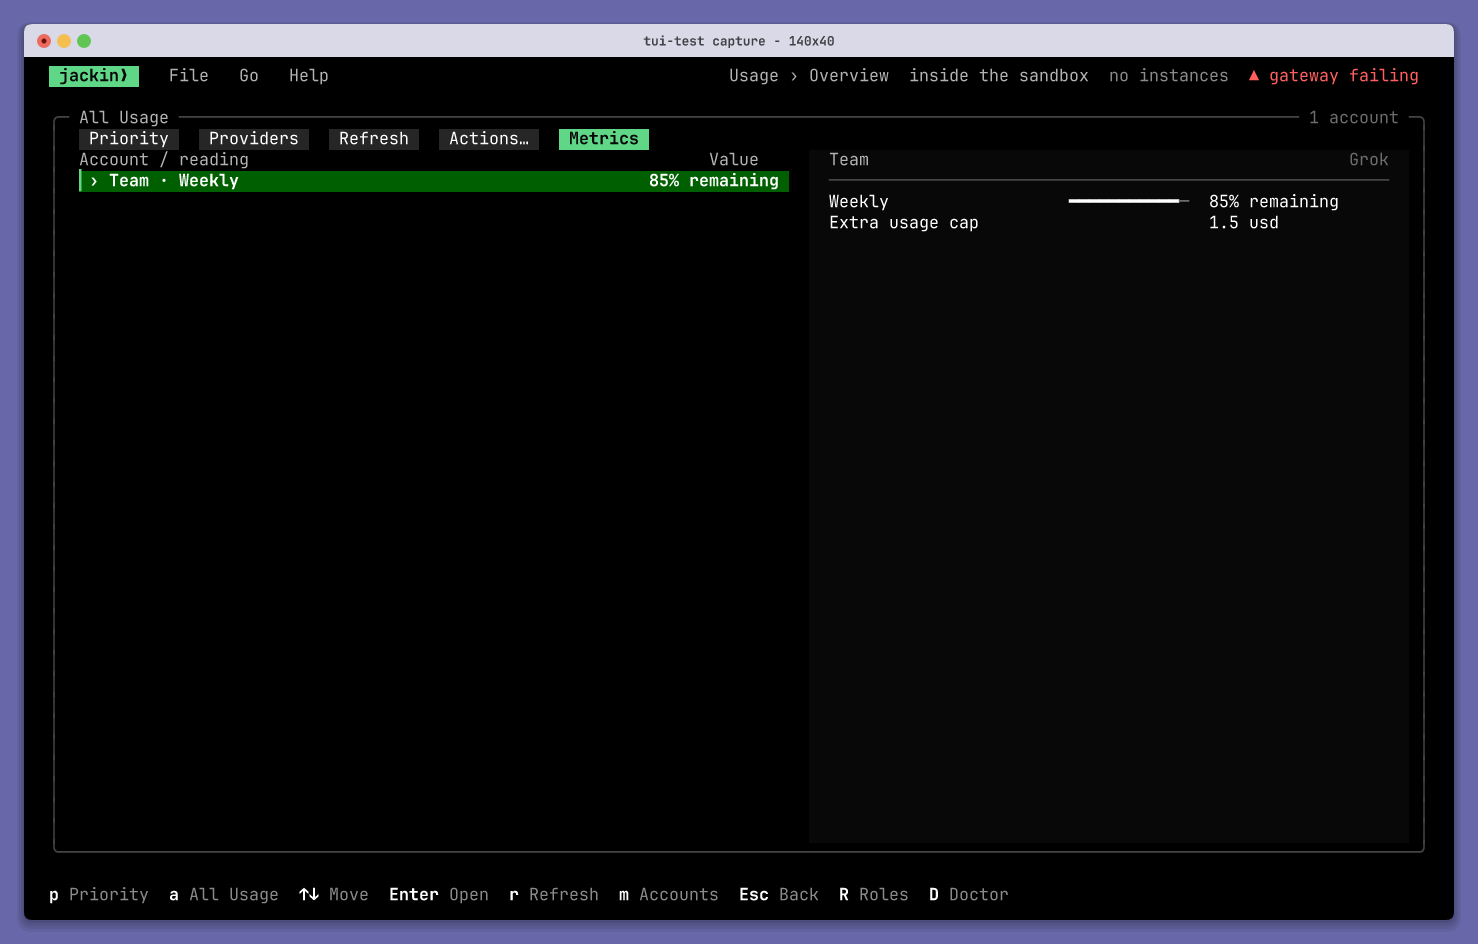 tui-test capture - 140x40
jackin❯ File Go Help Usage › Overview inside the sandbox no instances ▲ gateway failing
All Usage 1 account
Priority Providers Refresh Actions… Metrics
Account / reading Value Team Grok
› Team · Weekly 85% remaining
Weekly 85% remaining
Extra usage cap 1.5 usd
p Priority a All Usage ↑↓ Move Enter Open r Refresh m Accounts Esc Back R Roles D Doctor